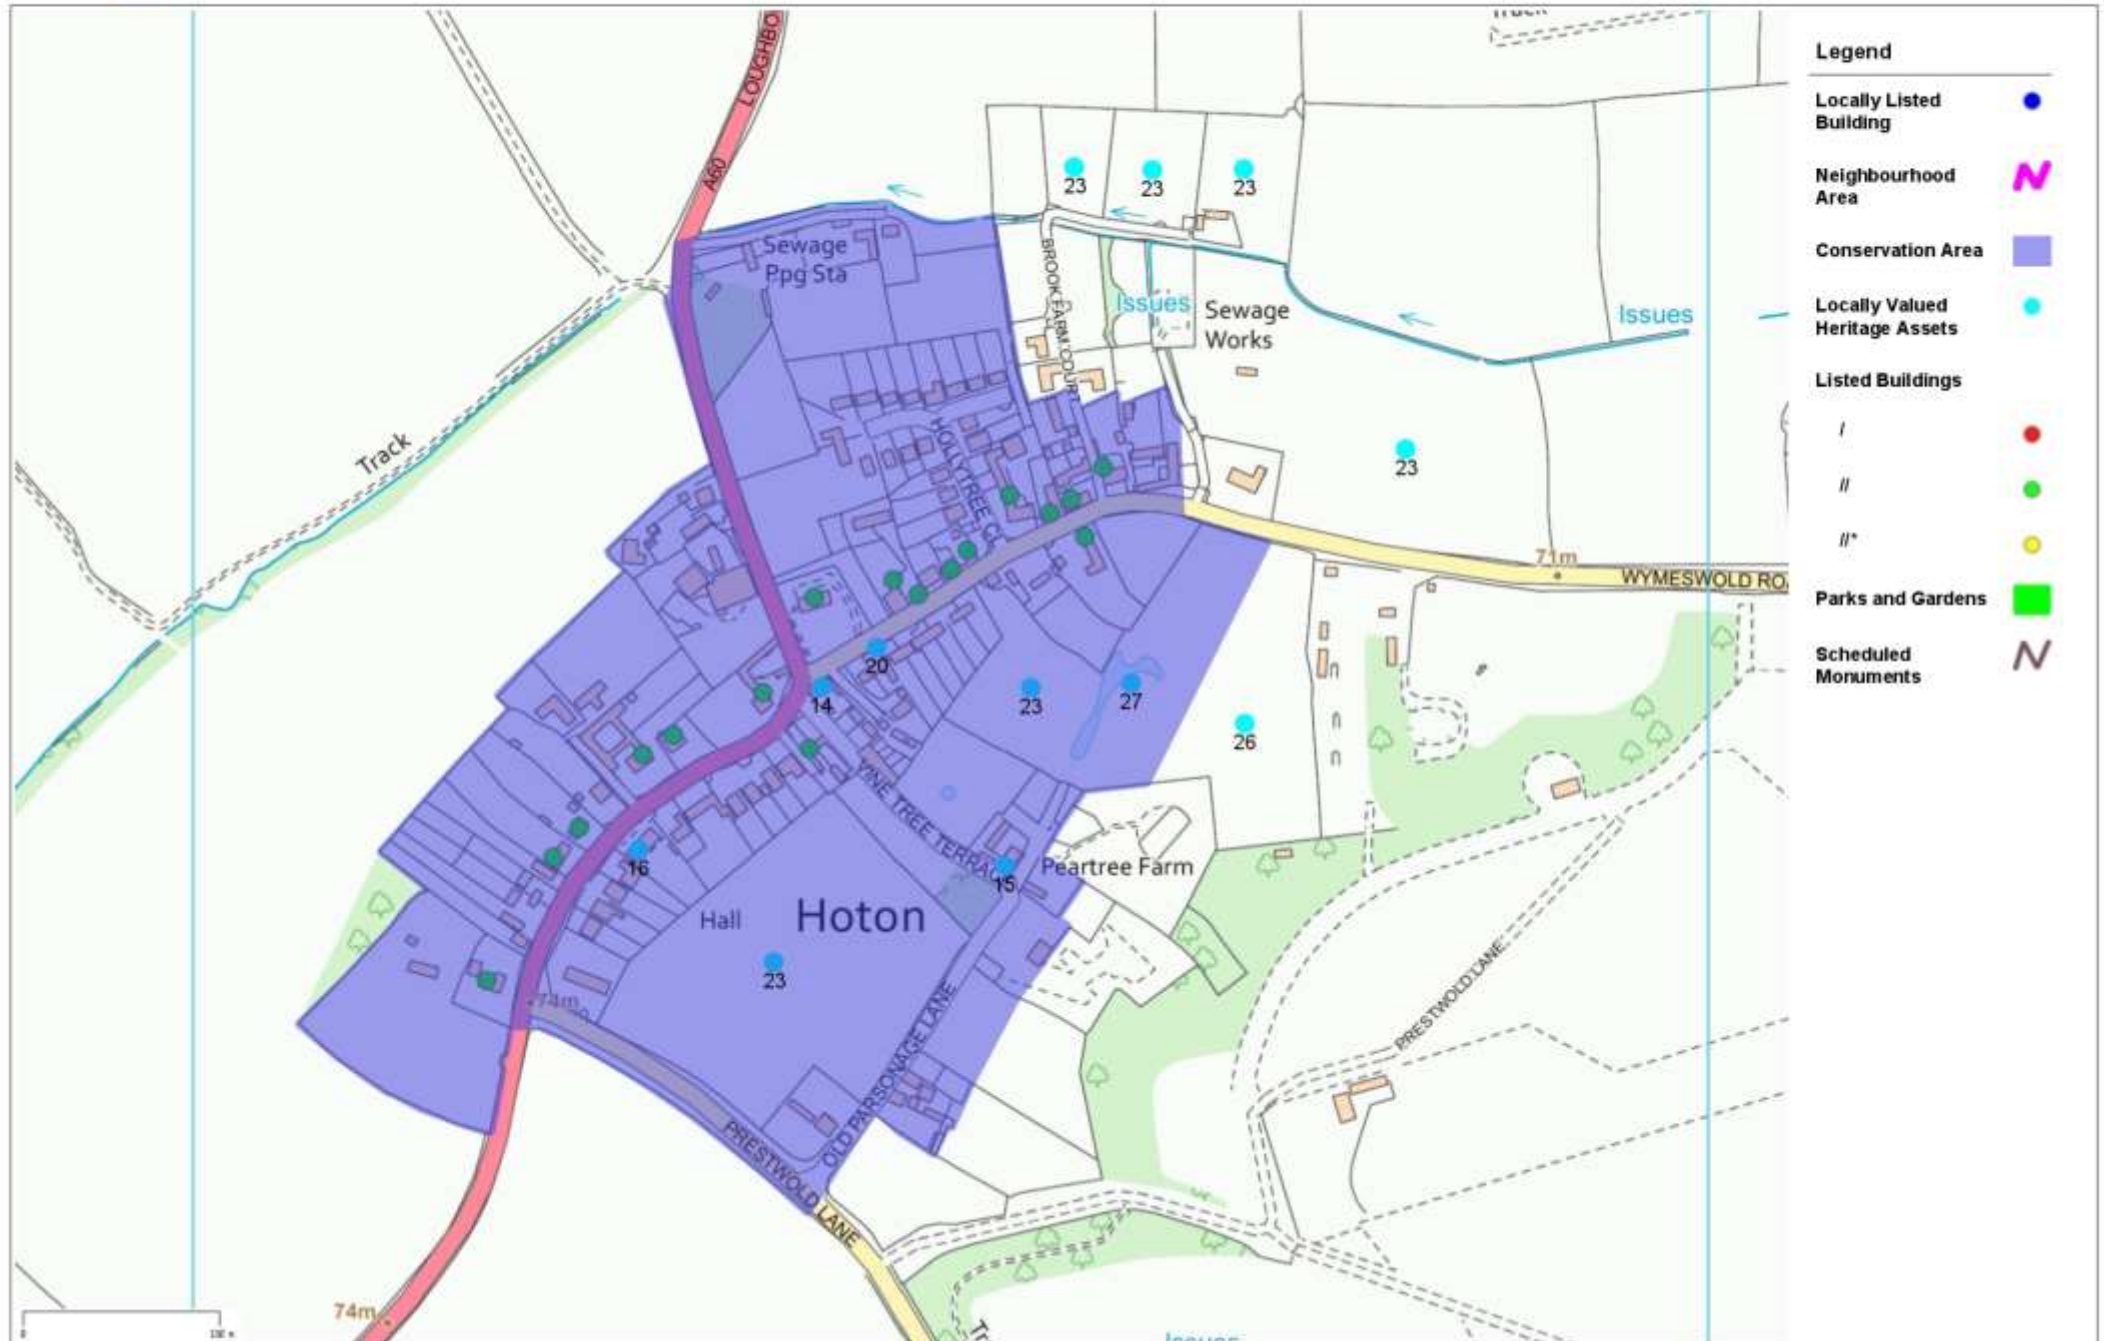 LOUGHBO
A60
23
23
23
Sewage
Ppg Sta
BROOK FARM COURT
Issues
Sewage
Works
Issues
Track
HOLLYTREE CL
23
71m
WYMESWOLD RO
20
14
23
27
26
VINE TREE TERRACE
16
15
Peartree Farm
Hall
Hoton
23
74m
PRESTWOLD LANE
OLD PARSONAGE LANE
PRESTWOLD LANE
74m
Issues
0
Legend
Locally Listed
Building
Neighbourhood
Area
Conservation Area
Locally Valued
Heritage Assets
Listed Buildings
I
II
II*
Parks and Gardens
Scheduled
Monuments